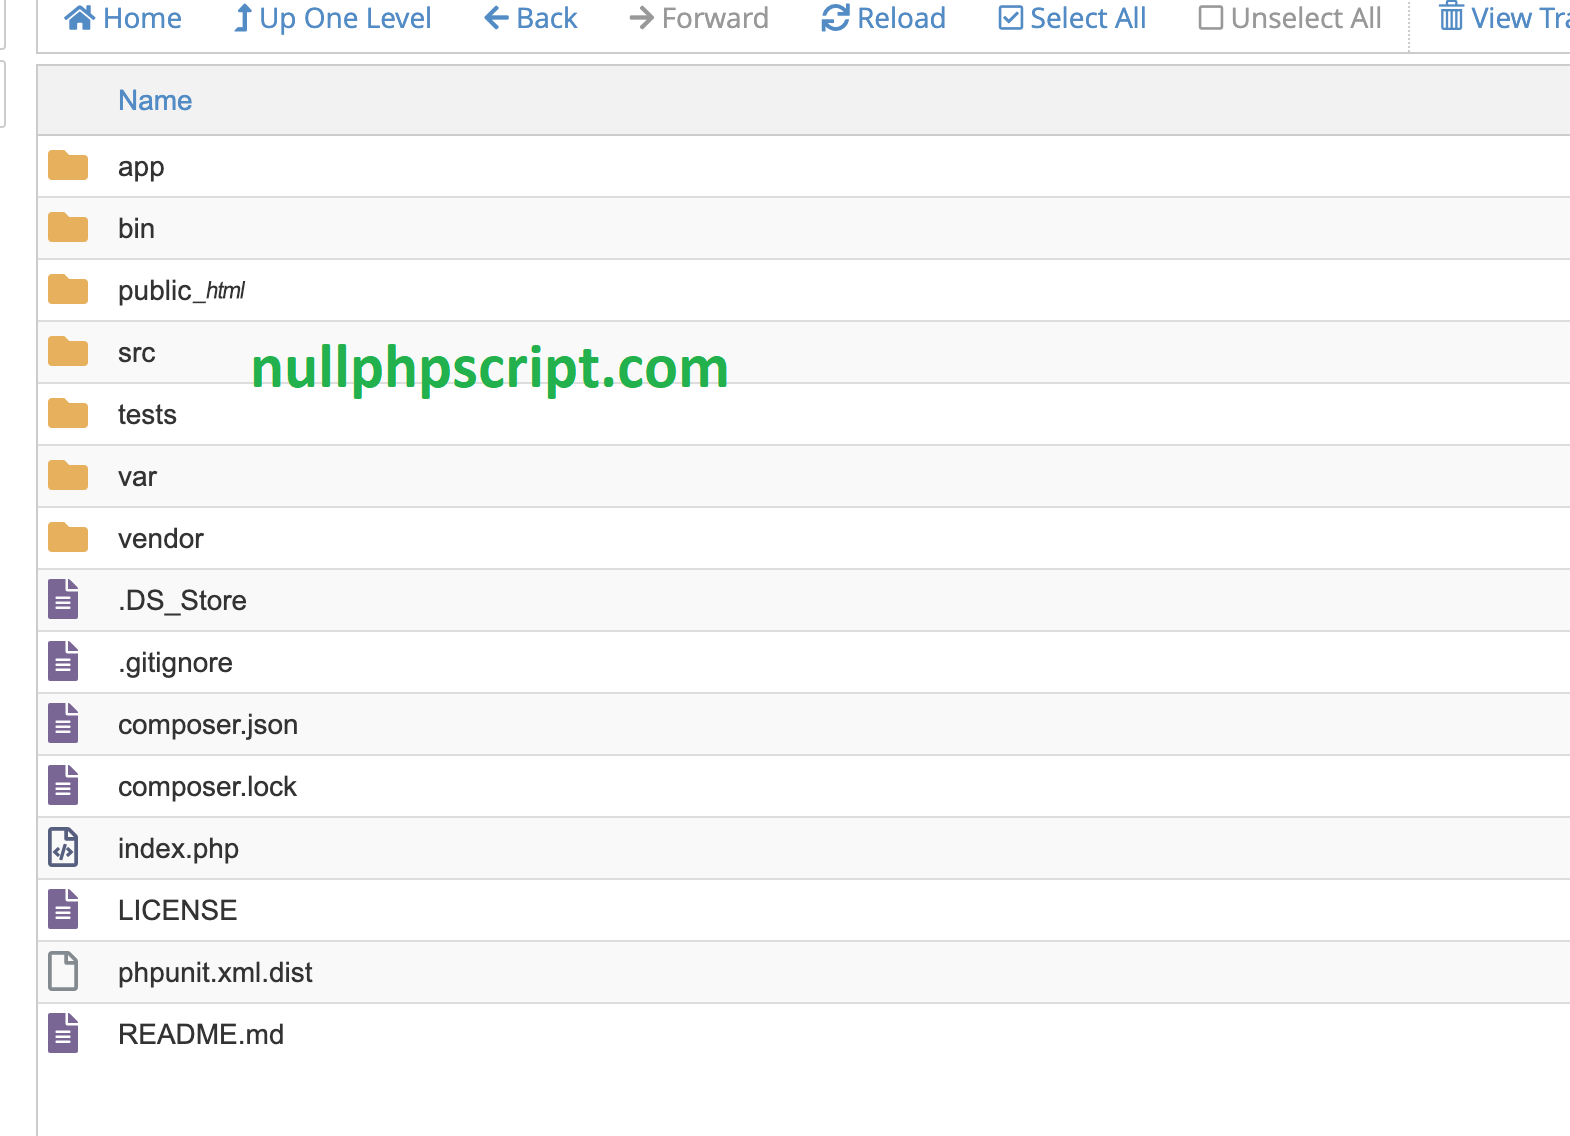 Home Up One Level Back Forward Reload Select All Unselect All View
Name
app
bin
public_html
src
nullphpscript.com
tests
var
vendor
.DS_Store
.gitignore
composer.json
composer.lock
index.php
LICENSE
phpunit.xml.dist
README.md